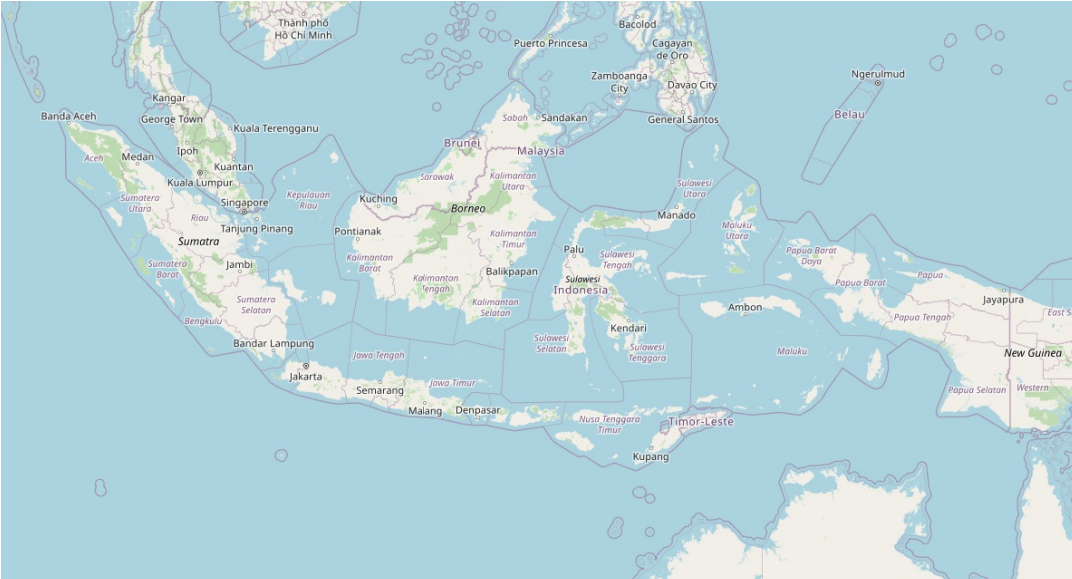 Bacolod
Thành phố
Hồ Chí Minh
Puerto Princesa
Cagayan
de Oro
Ngerulmud
Zamboanga
City
Davao City
Kangar
Banda Aceh
George Town
Kuala Terengganu
Sabah
Sandakan
General Santos
Belau
Brunei
Malaysia
Ipoh
Aceh
Medan
Kuantan
Kuala Lumpur
Sarawak
Kalimantan
Utara
Sulawesi
Utara
Sumatera
Utara
Kepulauan
Riau
Singapore
Kuching
Borneo
Riau
Manado
Tanjung Pinang
Pontianak
Kalimantan
Timur
Maluku
Utara
Sumatra
Palu
Papua Barat
Daya
Sumatera
Barat
Jambi
Kalimantan
Barat
Balikpapan
Sulawesi
Tengah
Kalimantan
Tengah
Sulawesi
Indonesia
Papua
Papua Barat
Jayapura
Sumatera
Selatan
Kalimantan
Selatan
Ambon
Bengkulu
Papua Tengah
East S
Kendari
Bandar Lampung
Sulawesi
Selatan
Sulawesi
Tenggara
Maluku
New Guinea
Jawa Tengah
Jakarta
Semarang
Jawa Timur
Papua Selatan
Western
Malang
Denpasar
Nusa Tenggara
Timur
Timor-Leste
Kupang